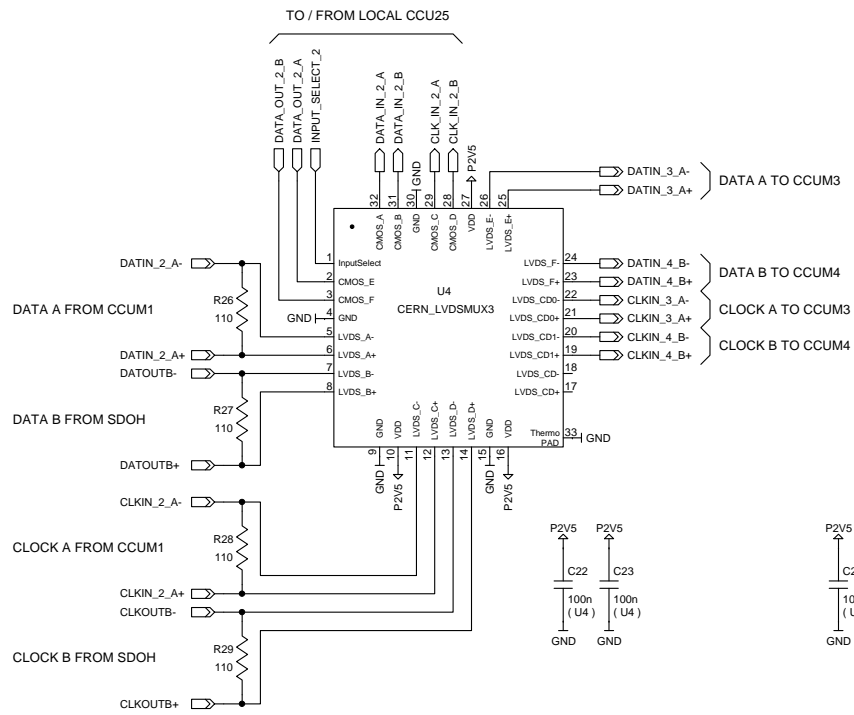 TO / FROM LOCAL CCU25
DATA_OUT_2_B
DATA_OUT_2_A
INPUT_SELECT_2
DATA_IN_2_A
DATA_IN_2_B
GND
CLK_IN_2_A
CLK_IN_2_B
P2V5
32
31
30
29
28
27
26
25
CMOS_A
CMOS_B
GND
CMOS_C
CMOS_D
VDD
LVDS_E-
LVDS_E+
DATIN_3_A-
DATIN_3_A+
DATA A TO CCUM3
1 InputSelect
2 CMOS_E
3 CMOS_F
GND 4 GND
5 LVDS_A-
6 LVDS_A+
7 LVDS_B-
8 LVDS_B+
U4
CERN_LVDSMUX3
LVDS_F- 24 DATIN_4_B-
LVDS_F+ 23 DATIN_4_B+
DATA B TO CCUM4
LVDS_CD0- 22 CLKIN_3_A-
LVDS_CD0+ 21 CLKIN_3_A+
CLOCK A TO CCUM3
LVDS_CD1- 20 CLKIN_4_B-
LVDS_CD1+ 19 CLKIN_4_B+
CLOCK B TO CCUM4
LVDS_CD- 18
LVDS_CD+ 17
Thermo
PAD
33 GND
GND
VDD
LVDS_C-
LVDS_C+
LVDS_D-
LVDS_D+
GND
VDD
9
10
11
12
13
14
15
16
GND
P2V5
GND
P2V5
DATIN_2_A-
R26
110
DATA A FROM CCUM1
DATIN_2_A+
DATOUTB-
R27
110
DATA B FROM SDOH
DATOUTB+
CLKIN_2_A-
R28
110
CLOCK A FROM CCUM1
CLKIN_2_A+
CLKOUTB-
R29
110
CLOCK B FROM SDOH
CLKOUTB+
P2V5
C22
100n
( U4 )
GND
P2V5
C23
100n
( U4 )
GND
P2V5
GND